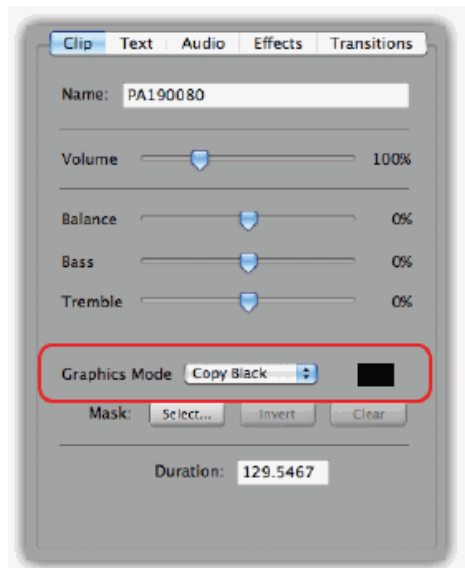 Clip Text Audio Effects Transitions
Name: PA190080
Volume 100%
Balance 0%
Bass 0%
Tremble 0%
Graphics Mode Copy Black
Mask: Select... Invert Clear
Duration: 129.5467